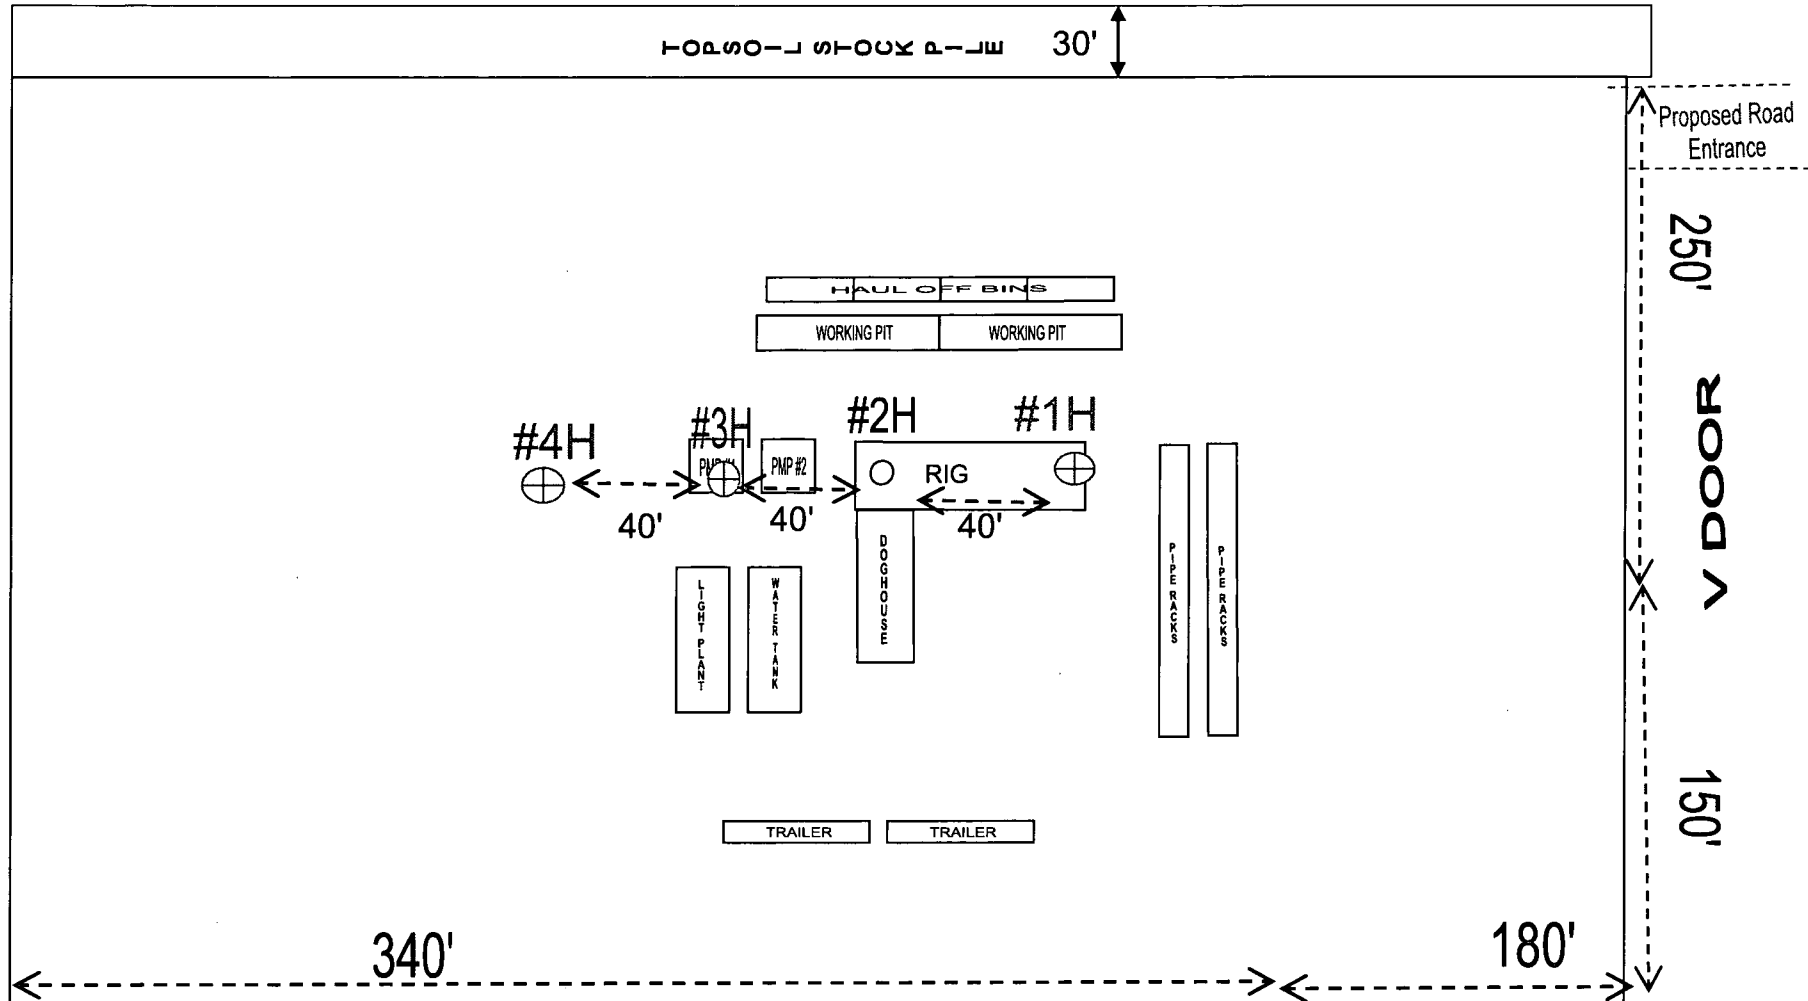 TOPSOIL STOCK PILE
30'
Proposed Road
Entrance
250'
HAUL OFF BINS
WORKING PIT
WORKING PIT
V DOOR
#4H
#3H
#2H
#1H
PMP #1
PMP #2
RIG
40'
40'
40'
DOGHOUSE
LIGHT PLANT
WATER TANK
PIPE RACKS
PIPE RACKS
150'
TRAILER
TRAILER
340'
180'